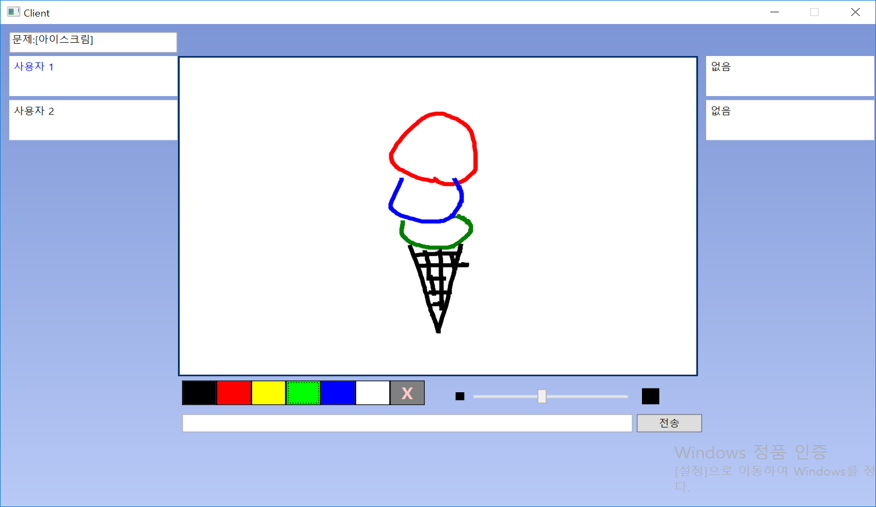 Client
문제:[아이스크림]
사용자 1
없음
사용자 2
없음
X
전송
Windows 정품 인증
[설정]으로 이동하여 Windows를 정
다.